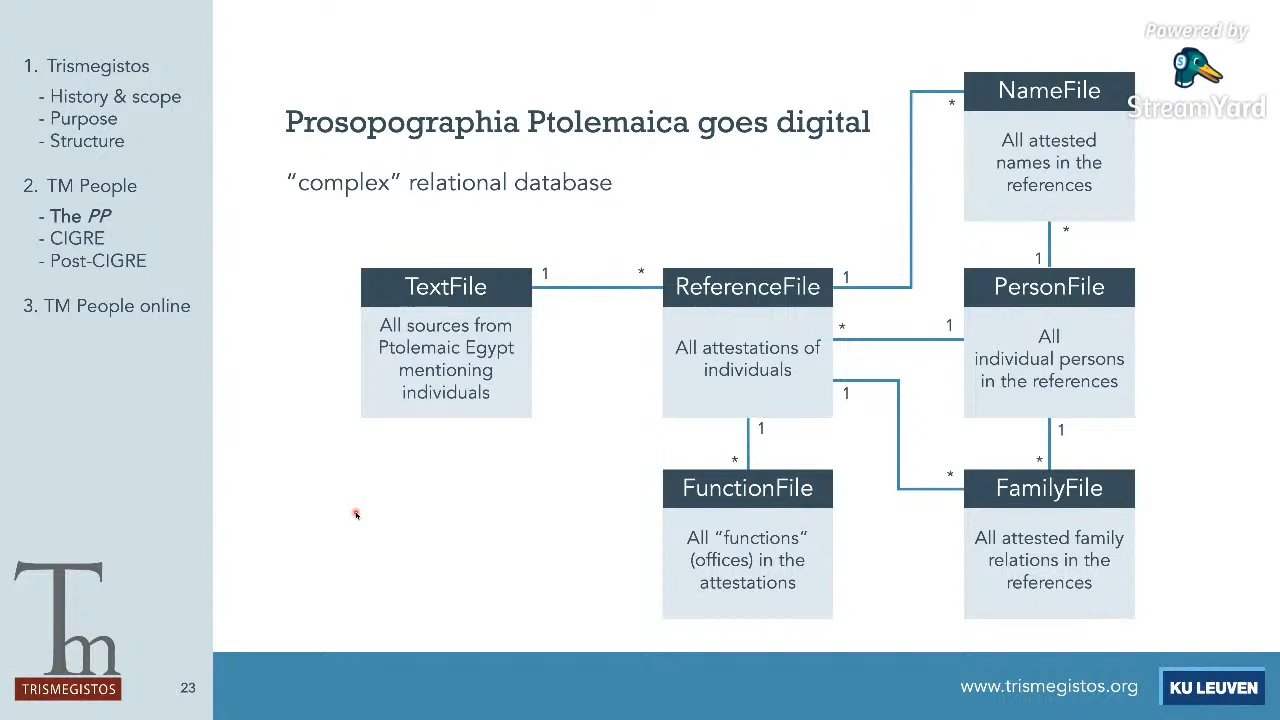 1. Trismegistos
- History & scope
- Purpose
- Structure
2. TM People
- The PP
- CIGRE
- Post-CIGRE
3. TM People online
Prosopographia Ptolemaica goes digital
“complex” relational database
Powered by
StreamYard
NameFile
*
All attested
names in the
references
*
1
TextFile
1
*
All sources from
Ptolemaic Egypt
mentioning
individuals
ReferenceFile
1
All attestations of
individuals
*
1
1
PersonFile
All
individual persons
in the references
1
*
1
*
*
FunctionFile
All “functions“
(offices) in the
attestations
FamilyFile
All attested family
relations in the
references
Tm
TRISMEGISTOS
23
www.trismegistos.org
KU LEUVEN